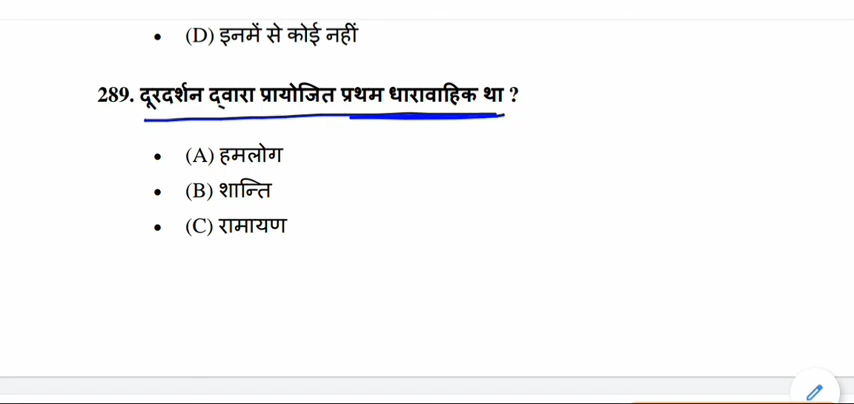 • (D) इनमें से कोई नहीं
289. दूरदर्शन द्वारा प्रायोजित प्रथम धारावाहिक था ?
• (A) हमलोग
• (B) शान्ति
• (C) रामायण